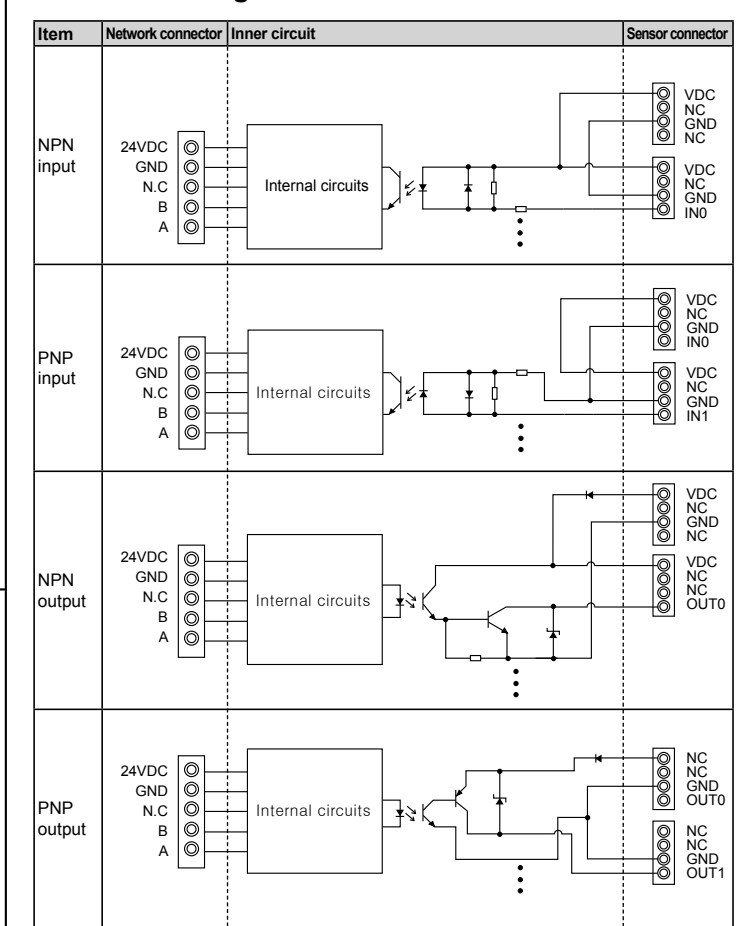 Item Network connector Inner circuit Sensor connector
NPN
input
24VDC
GND
N.C
B
A
Internal circuits
VDC
NC
GND
NC
VDC
NC
GND
IN0
PNP
input
24VDC
GND
N.C
B
A
Internal circuits
VDC
NC
GND
IN0
VDC
NC
GND
IN1
NPN
output
24VDC
GND
N.C
B
A
Internal circuits
VDC
NC
GND
NC
VDC
NC
NC
OUT0
PNP
output
24VDC
GND
N.C
B
A
Internal circuits
NC
NC
GND
OUT0
NC
NC
GND
OUT1